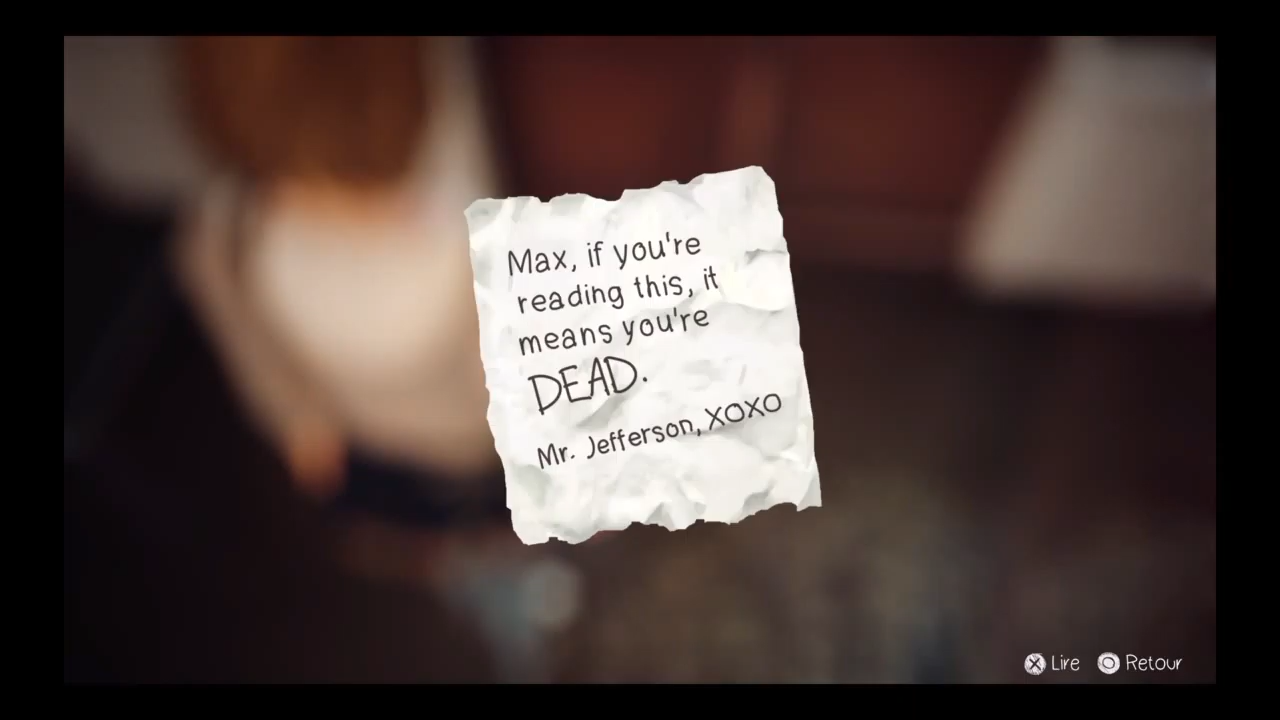 Max, if you're
reading this, it
means you're
DEAD.
Mr. Jefferson, XOXO
Lire Retour